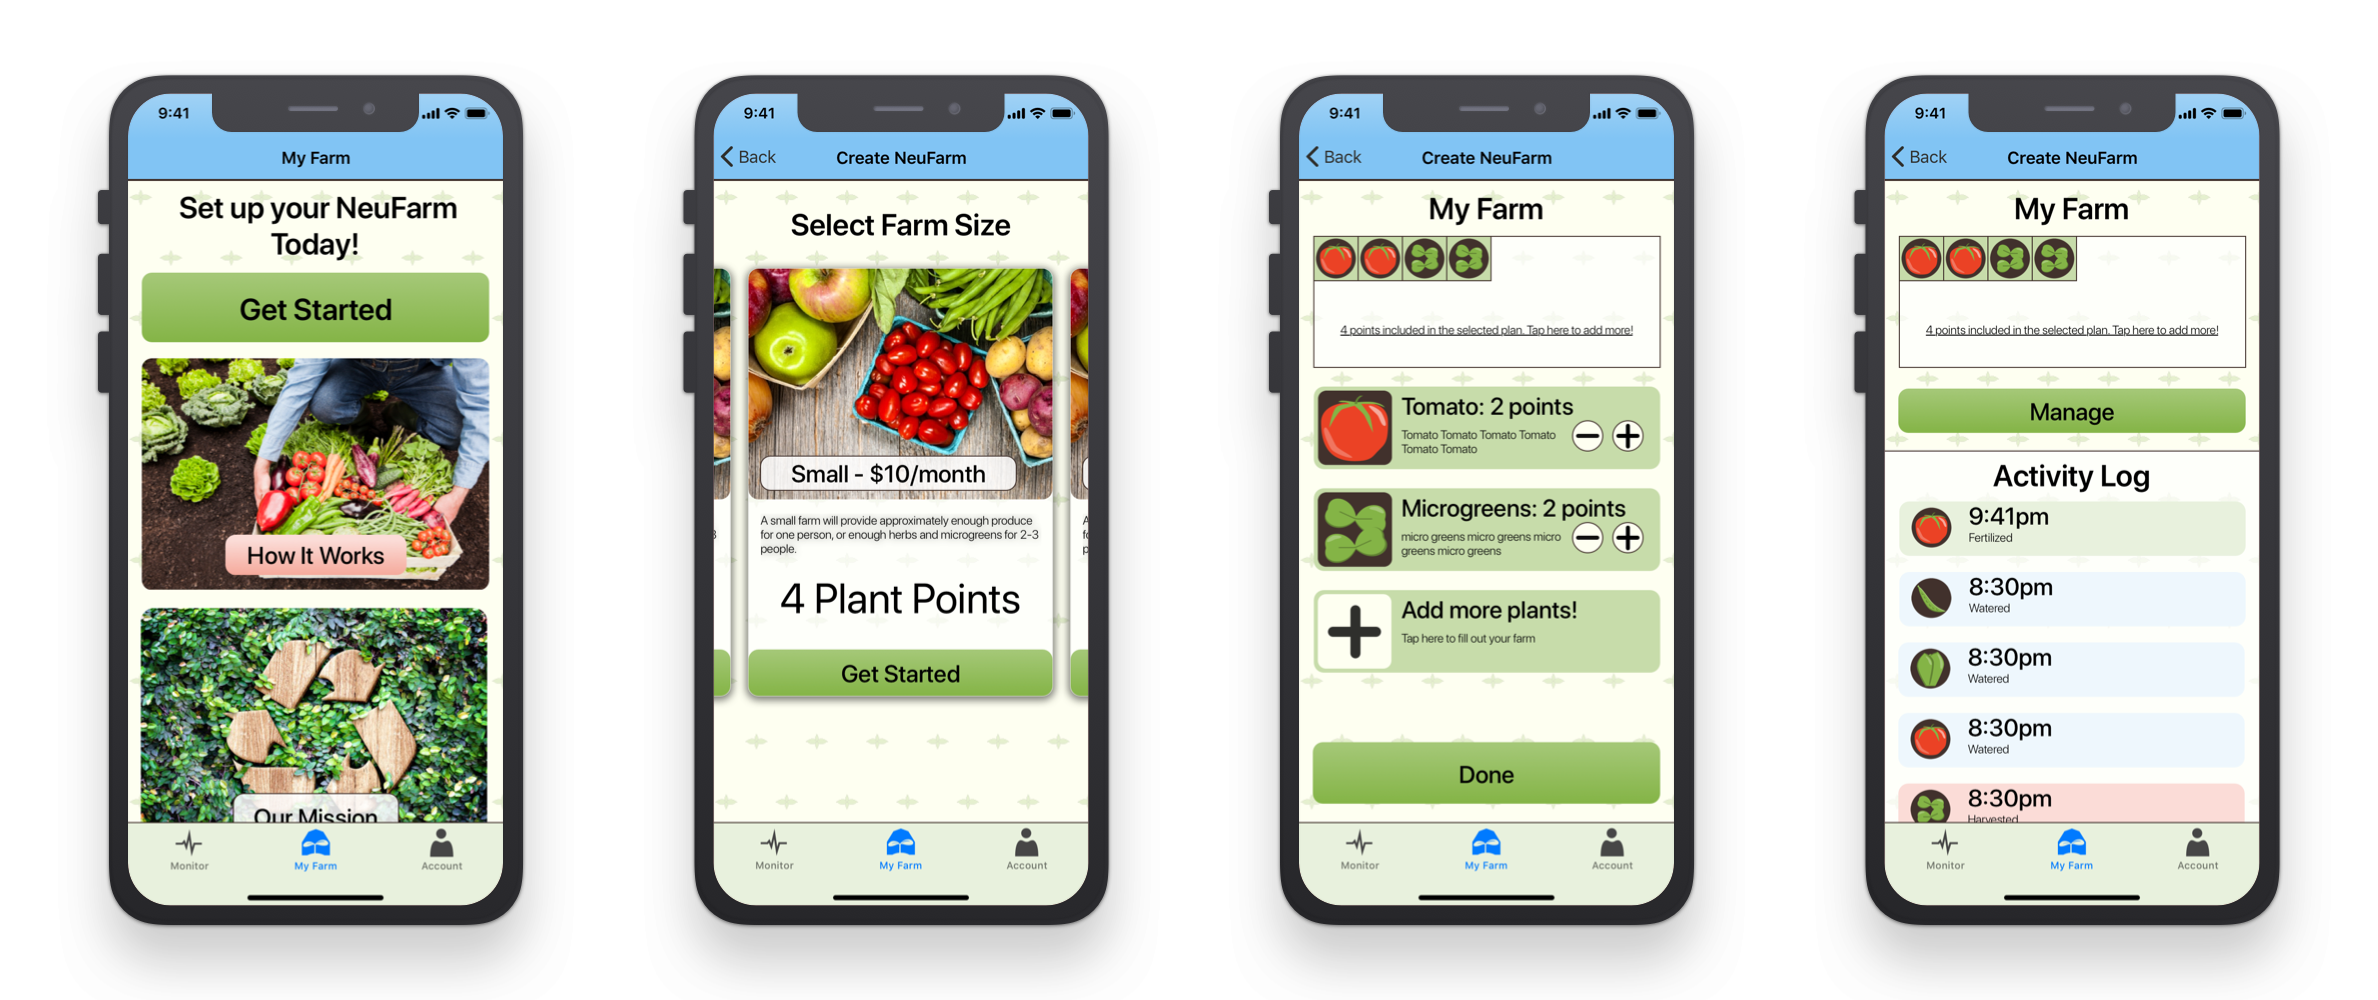 9:41
My Farm
Set up your NeuFarm
Today!
Get Started
How It Works
Our Mission
Monitor
My Farm
Account
9:41
Back
Create NeuFarm
Select Farm Size
Small - $10/month
A small farm will provide approximately enough produce
for one person, or enough herbs and microgreens for 2-3
people.
4 Plant Points
Get Started
Monitor
My Farm
Account
9:41
Back
Create NeuFarm
My Farm
4 points included in the selected plan. Tap here to add more!
Tomato: 2 points
Tomato Tomato Tomato Tomato
Tomato Tomato
Microgreens: 2 points
micro greens micro greens micro
greens micro greens
Add more plants!
Tap here to fill out your farm
Done
Monitor
My Farm
Account
9:41
Back
Create NeuFarm
My Farm
4 points included in the selected plan. Tap here to add more!
Manage
Activity Log
9:41pm
Fertilized
8:30pm
Watered
8:30pm
Watered
8:30pm
Watered
8:30pm
Harvested
Monitor
My Farm
Account